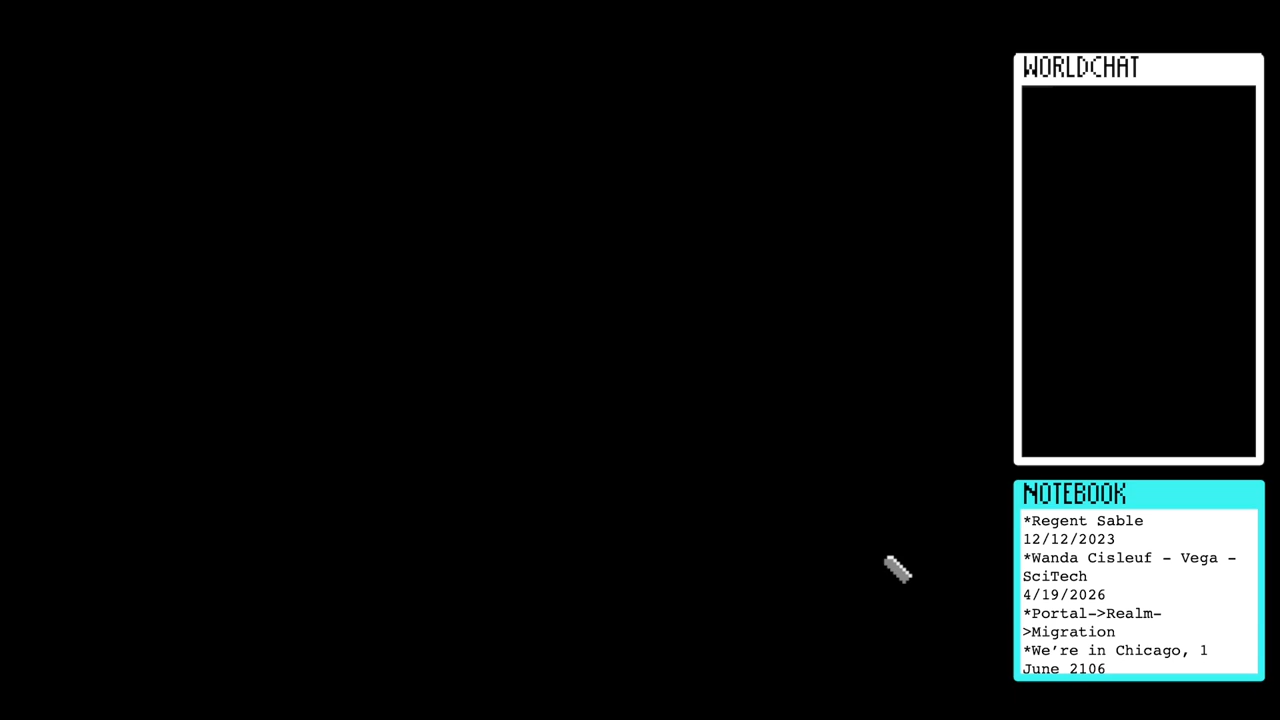 WORLDCHAT
NOTEBOOK
*Regent Sable
12/12/2023
*Wanda Cisleuf - Vega -
SciTech
4/19/2026
*Portal->Realm-
>Migration
*We're in Chicago, 1
June 2106